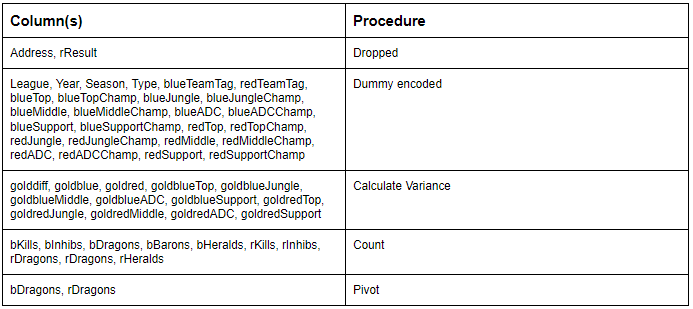 Column(s) Procedure
Address, rResult Dropped
League, Year, Season, Type, blueTeamTag, redTeamTag, Dummy encoded
blueTop, blueTopChamp, blueJungle, blueJungleChamp,
blueMiddle, blueMiddleChamp, blueADC, blueADCChamp,
blueSupport, blueSupportChamp, redTop, redTopChamp,
redJungle, redJungleChamp, redMiddle, redMiddleChamp,
redADC, redADCChamp, redSupport, redSupportChamp
golddiff, goldblue, goldred, goldblueTop, goldblueJungle, Calculate Variance
goldblueMiddle, goldblueADC, goldblueSupport, goldredTop,
goldredJungle, goldredMiddle, goldredADC, goldredSupport
bKills, bInhibs, bDragons, bBarons, bHeralds, rKills, rInhibs, Count
rDragons, rDragons, rHeralds
bDragons, rDragons Pivot